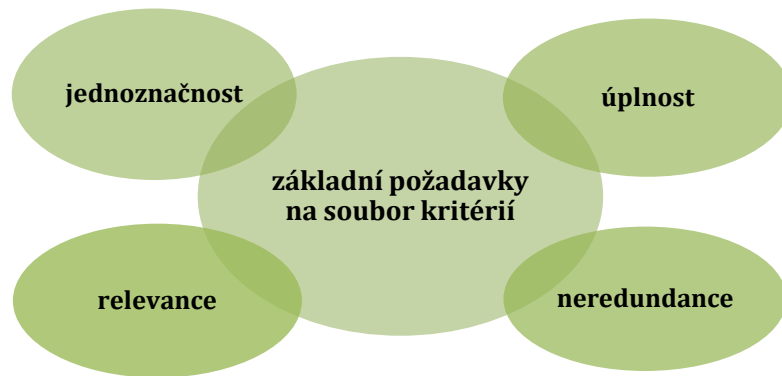 jednoznačnost
úplnost
základní požadavky
na soubor kritérií
relevance
neredundance